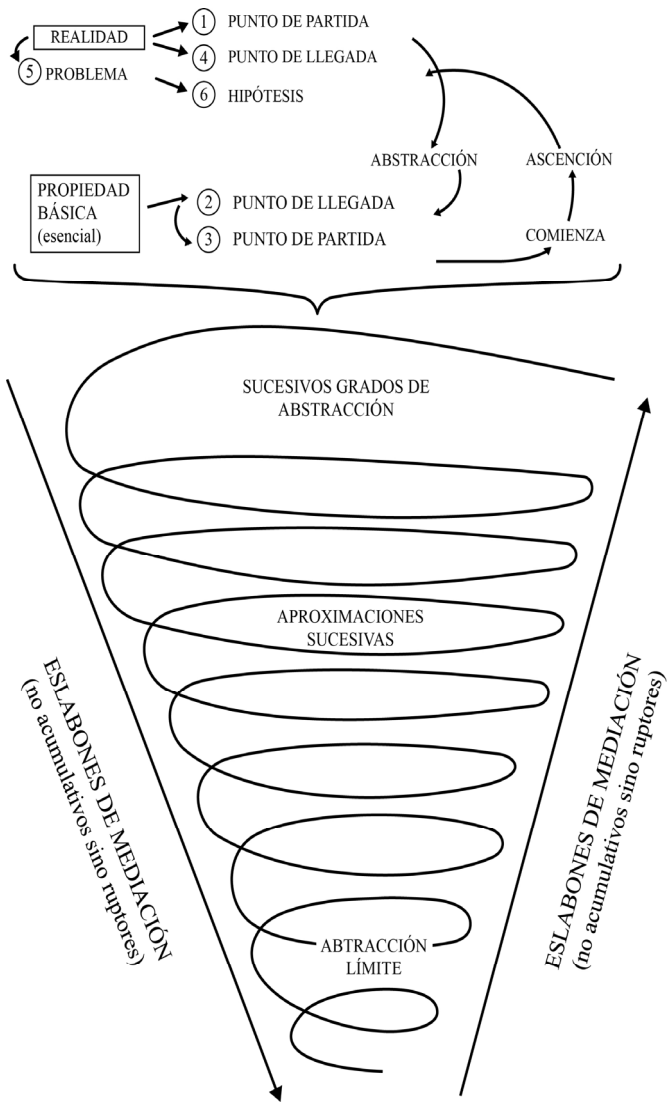 REALIDAD
1 PUNTO DE PARTIDA
4 PUNTO DE LLEGADA
5 PROBLEMA
6 HIPÓTESIS
ABSTRACCIÓN
ASCENCIÓN
PROPIEDAD
BÁSICA
(esencial)
2 PUNTO DE LLEGADA
3 PUNTO DE PARTIDA
COMIENZA
SUCESIVOS GRADOS DE
ABSTRACCIÓN
APROXIMACIONES
SUCESIVAS
ESLABONES DE MEDIACIÓN
(no acumulativos sino ruptores)
ESLABONES DE MEDIACIÓN
(no acumulativos sino ruptores)
ABTRACCIÓN
LÍMITE